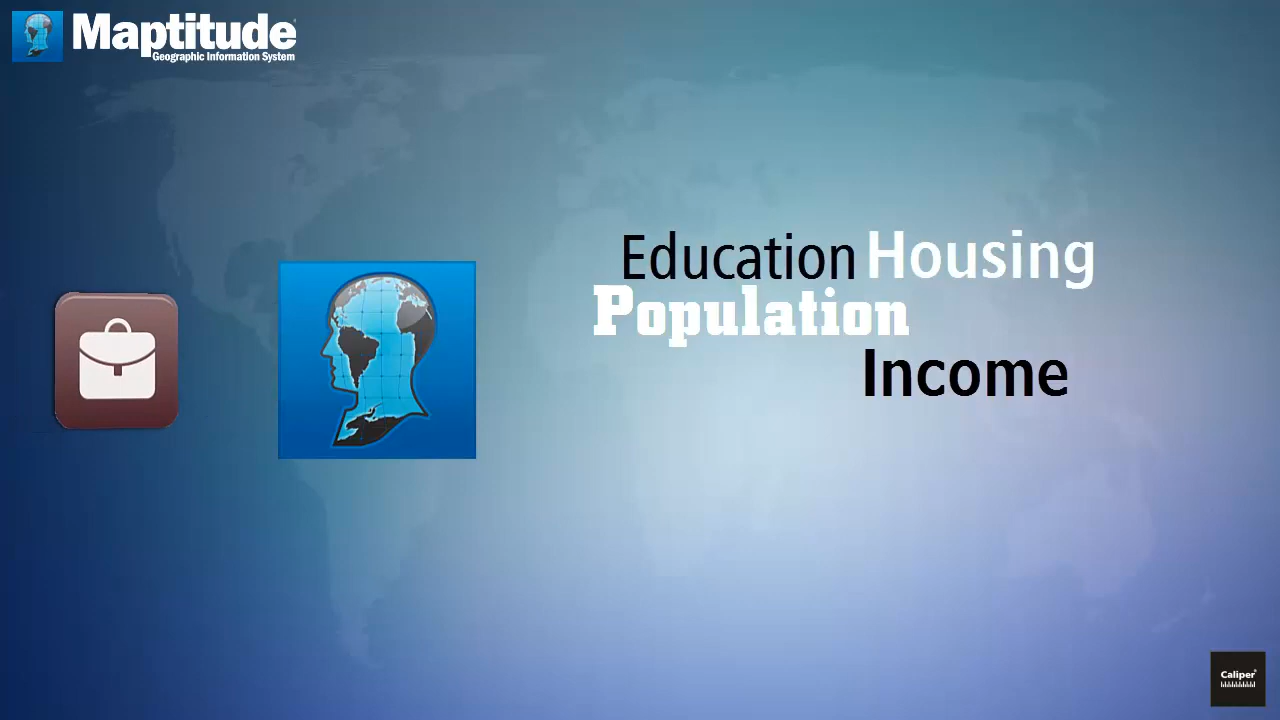 Maptitude
Geographic Information System
Education Housing
Population
Income
Caliper